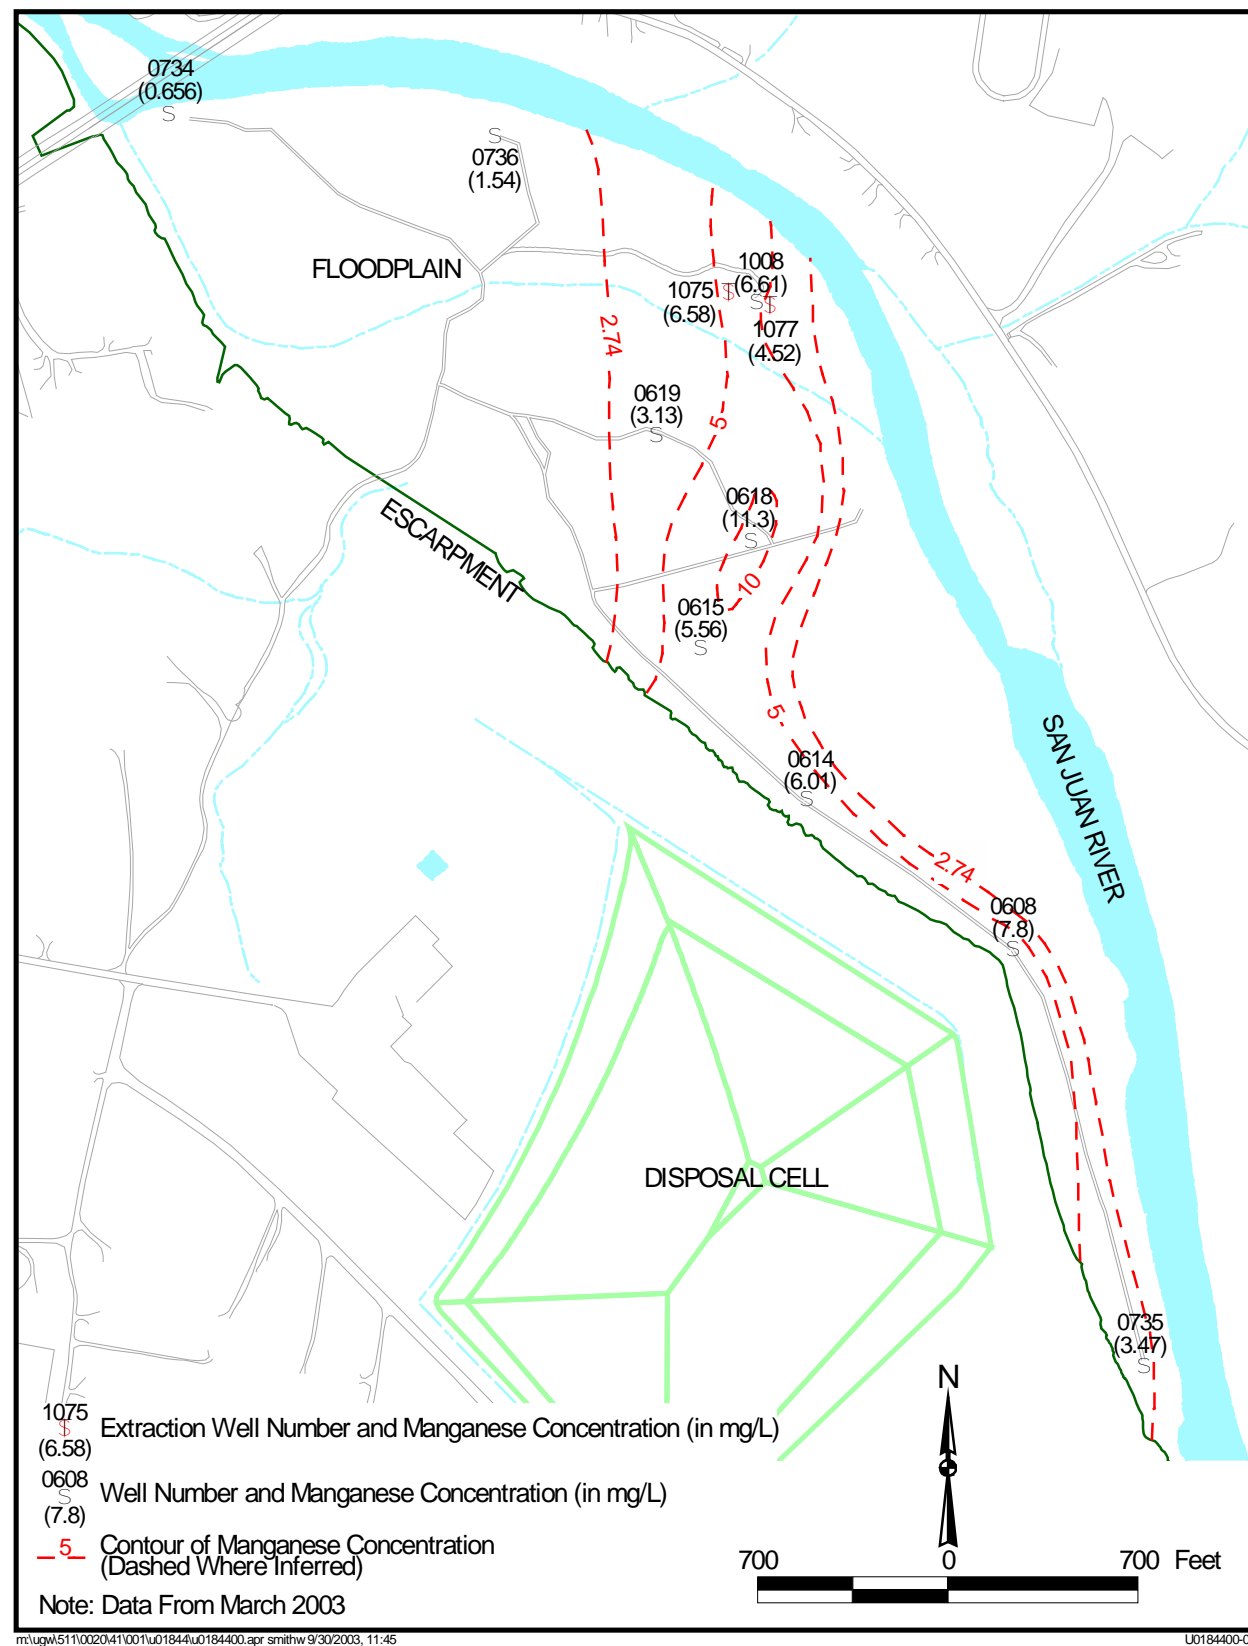 0734
(0.656)
S
S
0736
(1.54)
FLOODPLAIN
1008
(6.61)
1075
(6.58)
S
S
S
1077
(4.52)
2.74
0619
(3.13)
S
5
0618
(11.3)
S
ESCARPMENT
10
0615
(5.56)
S
5
SAN JUAN RIVER
0614
(6.01)
S
2.74
0608
(7.8)
S
DISPOSAL CELL
0735
(3.47)
S
N
1075
S
(6.58)
Extraction Well Number and Manganese Concentration (in mg/L)
0608
S
(7.8)
Well Number and Manganese Concentration (in mg/L)
5
Contour of Manganese Concentration
(Dashed Where Inferred)
700 0 700 Feet
Note: Data From March 2003
m:\ugw\511\0020\41\001\u01844\u0184400.apr smithw 9/30/2003, 11:45
U0184400-0